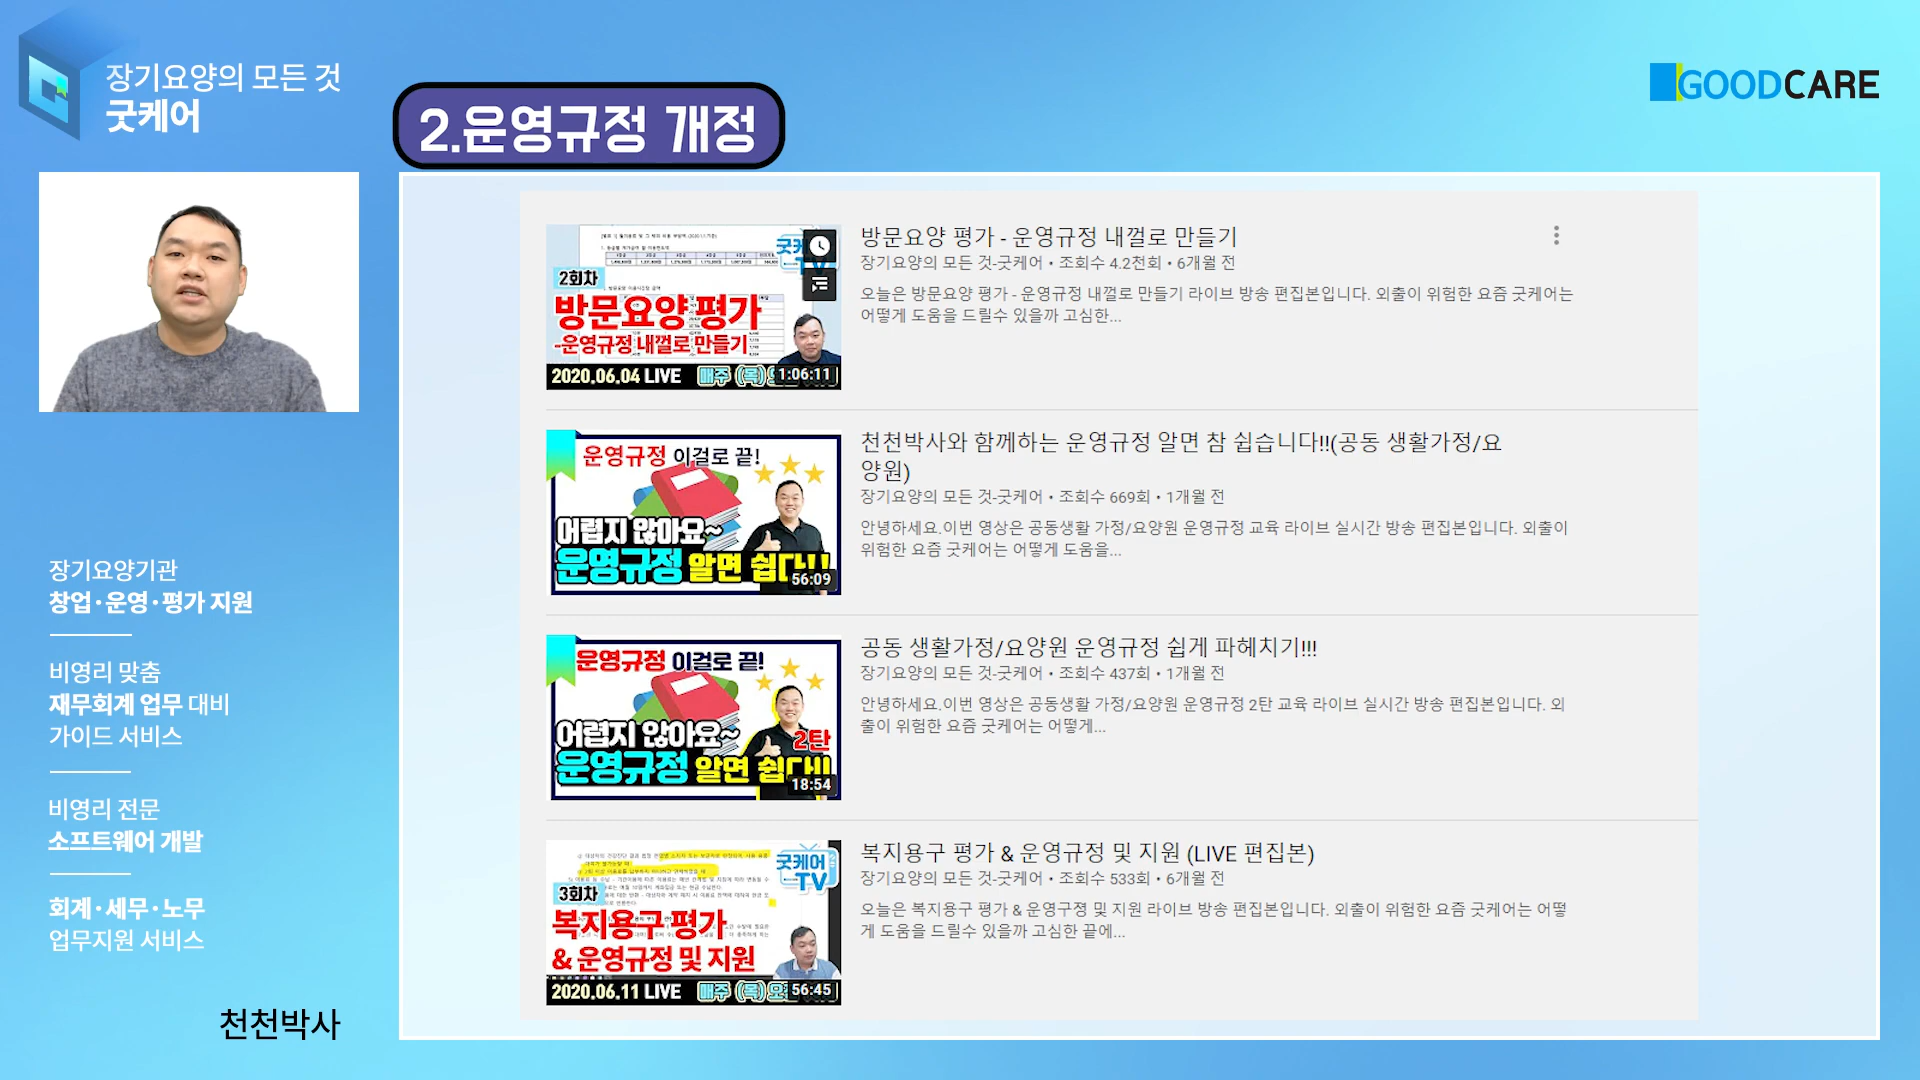 장기요양의 모든 것
굿케어
GOODCARE
2.운영규정 개정
장기요양기관
창업·운영·평가 지원
비영리 맞춤
재무회계 업무 대비
가이드 서비스
비영리 전문
소프트웨어 개발
회계·세무·노무
업무지원 서비스
천천박사
2회차
방문요양 평가
-운영규정 내껄로 만들기
2020.06.04 LIVE
매주 (목)
1:06:11
방문요양 평가 - 운영규정 내껄로 만들기
장기요양의 모든 것-굿케어 • 조회수 4.2천회 • 6개월 전
오늘은 방문요양 평가 - 운영규정 내껄로 만들기 라이브 방송 편집본입니다. 외출이 위험한 요즘 굿케어는
어떻게 도움을 드릴수 있을까 고심한...
운영규정 이걸로 끝!
어렵지 않아요~
운영규정 알면 쉽다!!
56:09
천천박사와 함께하는 운영규정 알면 참 쉽습니다!!(공동 생활가정/요
양원)
장기요양의 모든 것-굿케어 • 조회수 669회 • 1개월 전
안녕하세요.이번 영상은 공동생활 가정/요양원 운영규정 교육 라이브 실시간 방송 편집본입니다. 외출이
위험한 요즘 굿케어는 어떻게 도움을...
운영규정 이걸로 끝!
어렵지 않아요~
2탄
운영규정 알면 쉽다!!
18:54
공동 생활가정/요양원 운영규정 쉽게 파헤치기!!!
장기요양의 모든 것-굿케어 • 조회수 437회 • 1개월 전
안녕하세요.이번 영상은 공동생활 가정/요양원 운영규정 2탄 교육 라이브 실시간 방송 편집본입니다. 외
출이 위험한 요즘 굿케어는 어떻게...
굿케어
TV
3회차
복지용구 평가
& 운영규정 및 지원
2020.06.11 LIVE
매주 (목)
56:45
복지용구 평가 & 운영규정 및 지원 (LIVE 편집본)
장기요양의 모든 것-굿케어 • 조회수 533회 • 6개월 전
오늘은 복지용구 평가 & 운영구졍 및 지원 라이브 방송 편집본입니다. 외출이 위험한 요즘 굿케어는 어떻
게 도움을 드릴수 있을까 고심한 끝에...